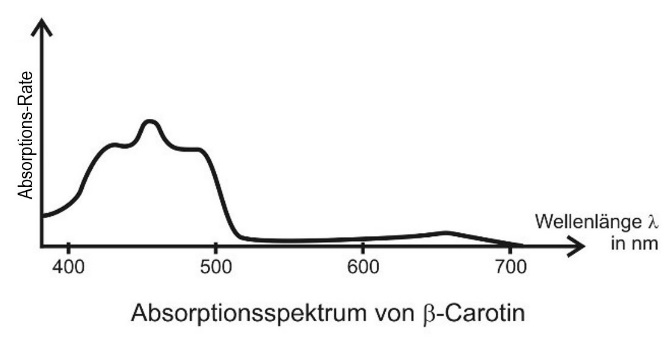 Absorptions-Rate
Wellenlänge λ
in nm
400 500 600 700
Absorptionsspektrum von β-Carotin